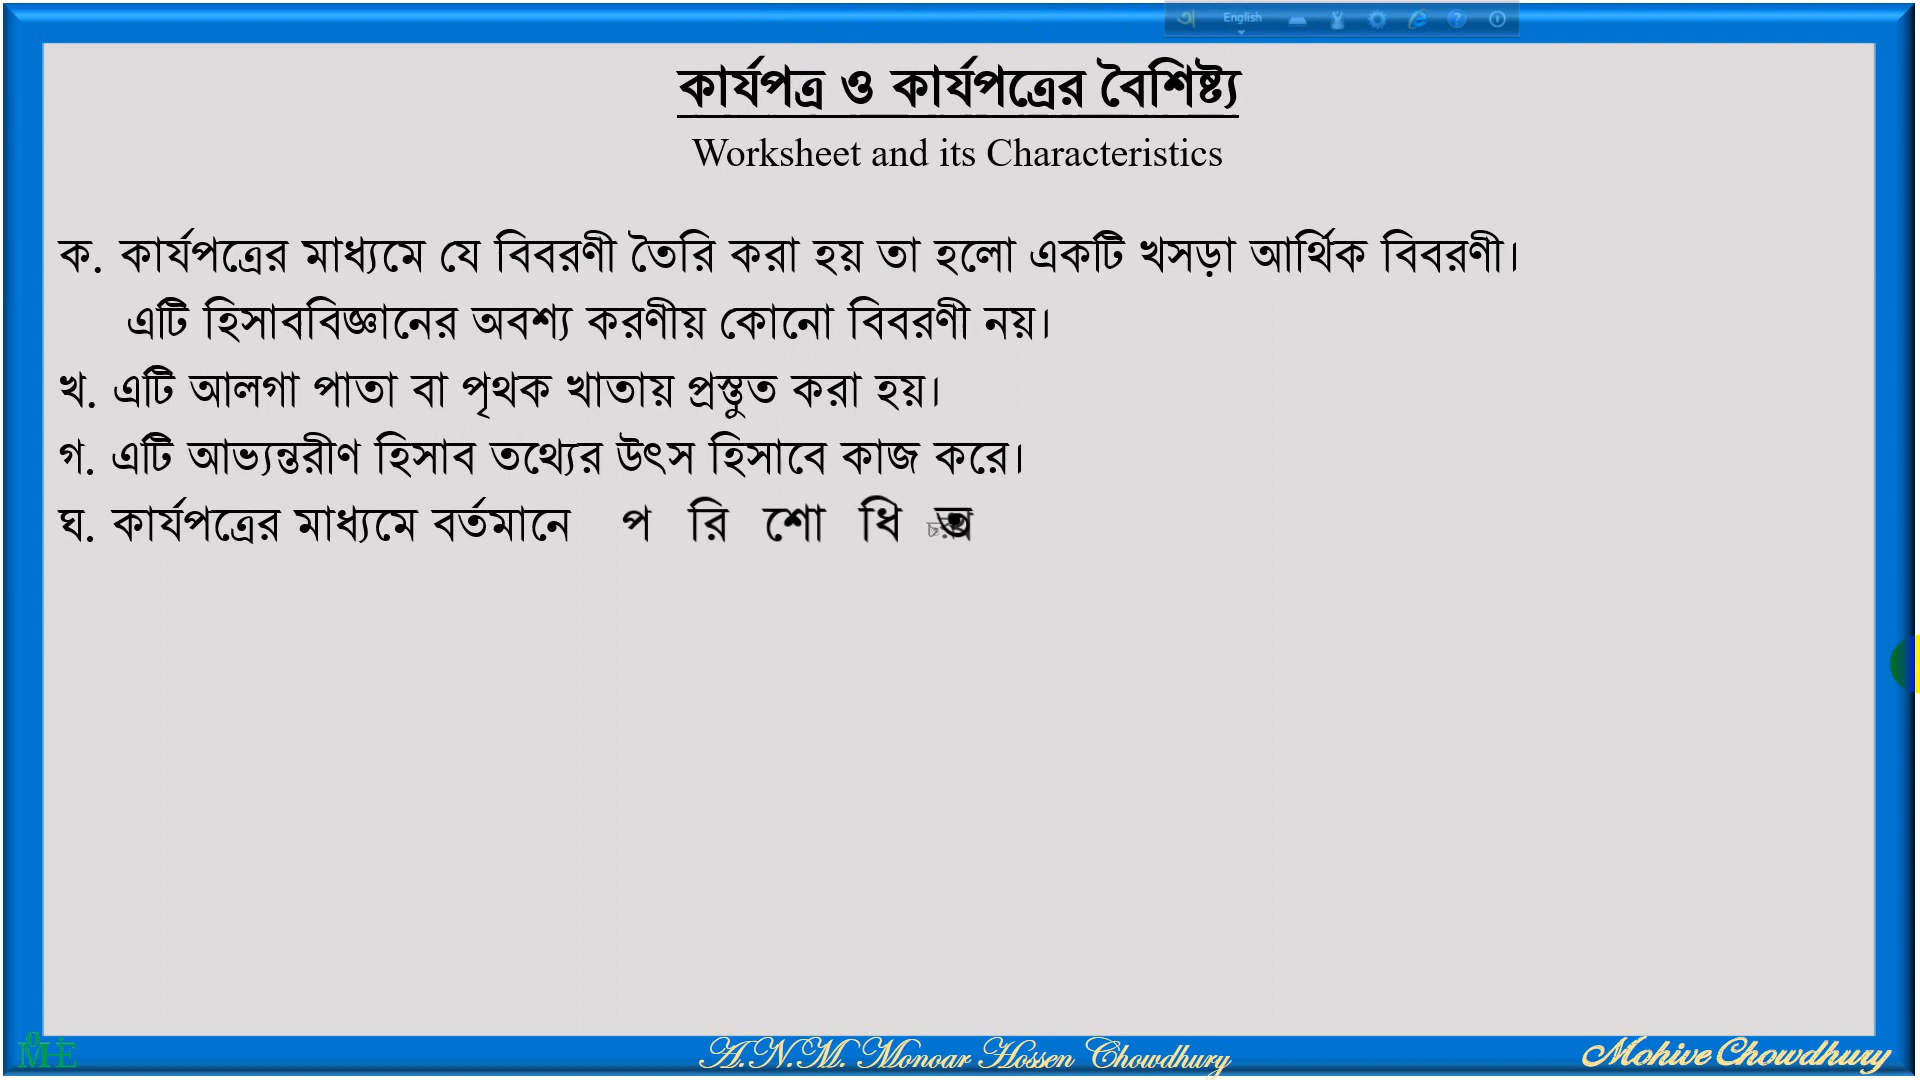 English
কার্যপত্র ও কার্যপত্রের বৈশিষ্ট্য
Worksheet and its Characteristics
ক. কার্যপত্রের মাধ্যমে যে বিবরণী তৈরি করা হয় তা হলো একটি খসড়া আর্থিক বিবরণী।
এটি হিসাববিজ্ঞানের অবশ্য করণীয় কোনো বিবরণী নয়।
খ. এটি আলগা পাতা বা পৃথক খাতায় প্রস্তুত করা হয়।
গ. এটি আভ্যন্তরীণ হিসাব তথ্যের উৎস হিসাবে কাজ করে।
ঘ. কার্যপত্রের মাধ্যমে বর্তমানে প রি শো ধি
A.N.M. Monoar Hossen Chowdhury
Mohive Chowdhury